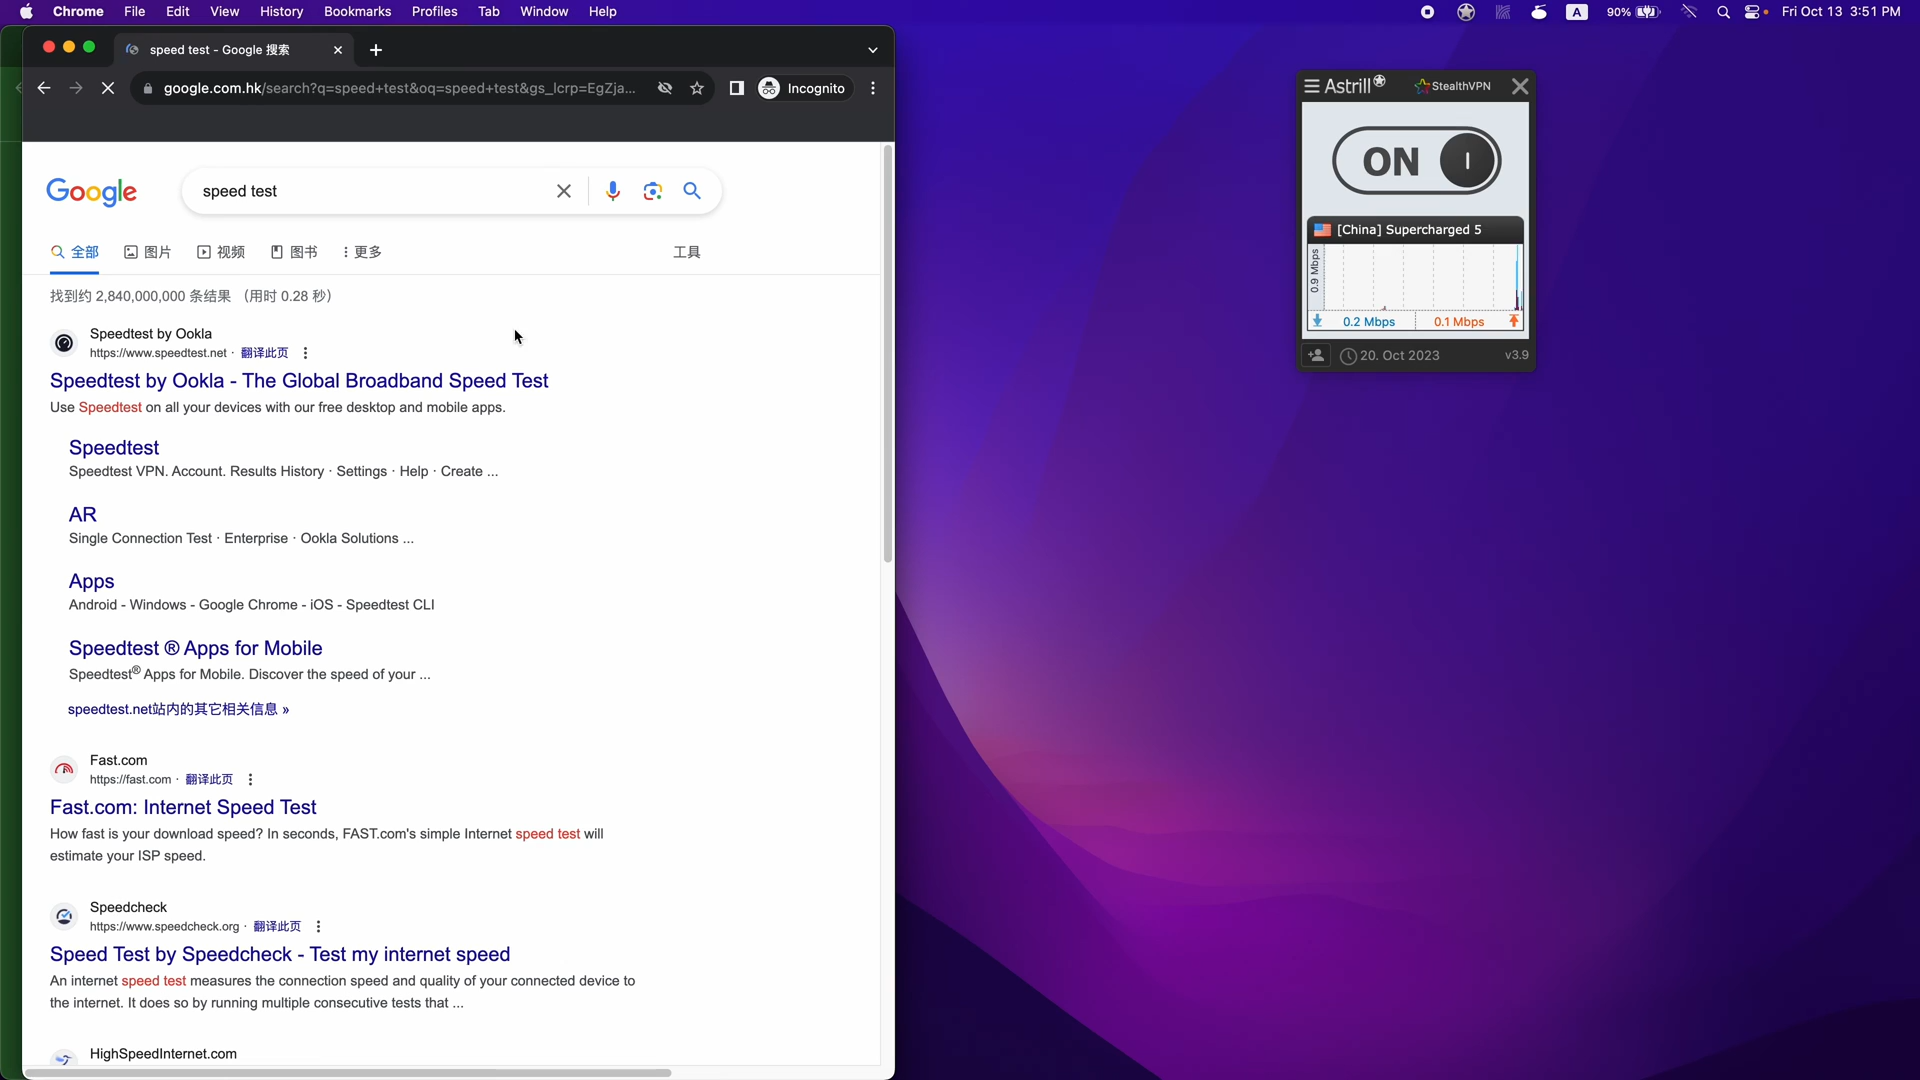 Chrome File Edit View History Bookmarks Profiles Tab Window Help
A 90% Fri Oct 13 3:51 PM
speed test - Google 搜索
google.com.hk/search?q=speed+test&oq=speed+test&gs_lcrp=EgZja...
Incognito
Google
speed test
全部 图片 视频 图书 更多 工具
找到约 2,840,000,000 条结果 （用时 0.28 秒）
Speedtest by Ookla
https://www.speedtest.net · 翻译此页
Speedtest by Ookla - The Global Broadband Speed Test
Use Speedtest on all your devices with our free desktop and mobile apps.
Speedtest
Speedtest VPN. Account. Results History · Settings · Help · Create ...
AR
Single Connection Test · Enterprise · Ookla Solutions ...
Apps
Android - Windows - Google Chrome - iOS - Speedtest CLI
Speedtest ® Apps for Mobile
Speedtest® Apps for Mobile. Discover the speed of your ...
speedtest.net站内的其它相关信息 »
Fast.com
https://fast.com · 翻译此页
Fast.com: Internet Speed Test
How fast is your download speed? In seconds, FAST.com's simple Internet speed test will
estimate your ISP speed.
Speedcheck
https://www.speedcheck.org · 翻译此页
Speed Test by Speedcheck - Test my internet speed
An internet speed test measures the connection speed and quality of your connected device to
the internet. It does so by running multiple consecutive tests that ...
HighSpeedInternet.com
Astrill StealthVPN
ON
[China] Supercharged 5
0.9 Mbps
0.2 Mbps 0.1 Mbps
20. Oct 2023 v3.9